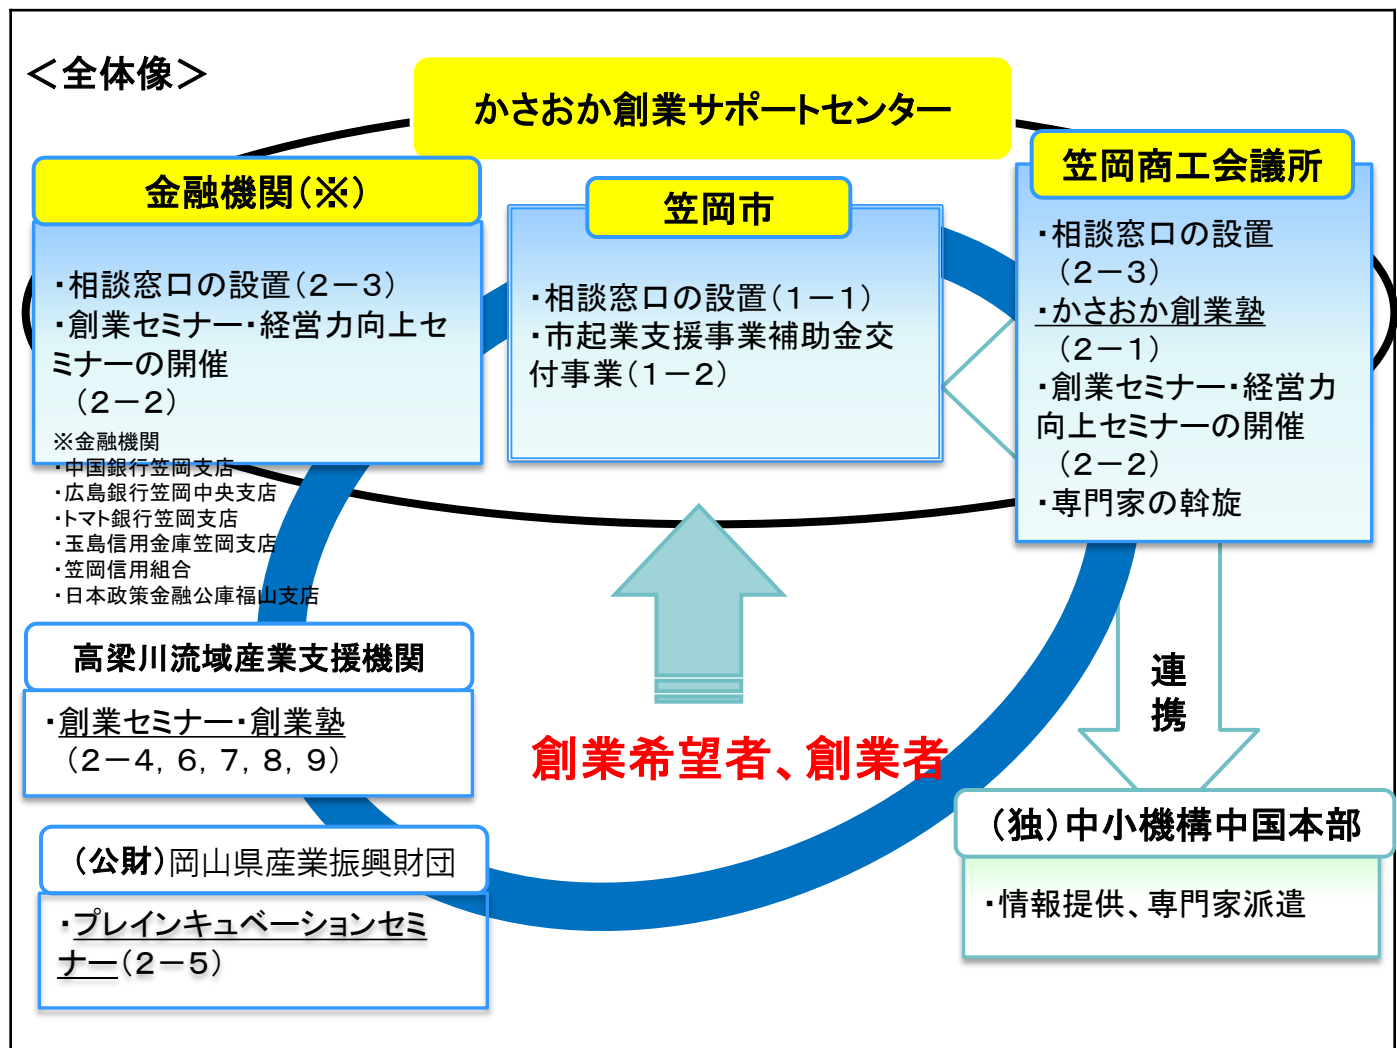 ＜全体像＞
かさおか創業サポートセンター
金融機関（※）
・相談窓口の設置（２－３）
・創業セミナー・経営力向上セ
ミナーの開催
（２－２）
※金融機関
・中国銀行笠岡支店
・広島銀行笠岡中央支店
・トマト銀行笠岡支店
・玉島信用金庫笠岡支店
・笠岡信用組合
・日本政策金融公庫福山支店
笠岡市
・相談窓口の設置（１－１）
・市起業支援事業補助金交
付事業（１－２）
笠岡商工会議所
・相談窓口の設置
（２－３）
・かさおか創業塾
（２－１）
・創業セミナー・経営力
向上セミナーの開催
（２－２）
・専門家の斡旋
高梁川流域産業支援機関
・創業セミナー・創業塾
（２－４，６，７，８，９）
創業希望者、創業者
連
携
（公財）岡山県産業振興財団
・プレインキュベーションセミ
ナー（２－５）
（独）中小機構中国本部
・情報提供、専門家派遣